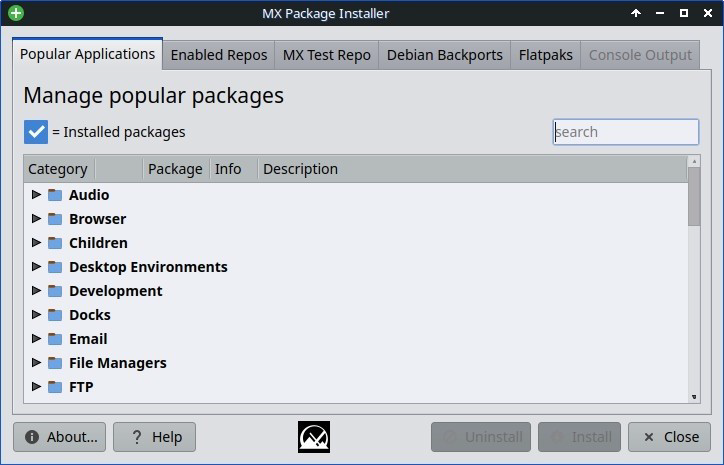 MX Package Installer
Popular Applications Enabled Repos MX Test Repo Debian Backports Flatpaks Console Output
Manage popular packages
= Installed packages search
Category Package Info Description
Audio
Browser
Children
Desktop Environments
Development
Docks
Email
File Managers
FTP
About... ? Help Uninstall Install Close